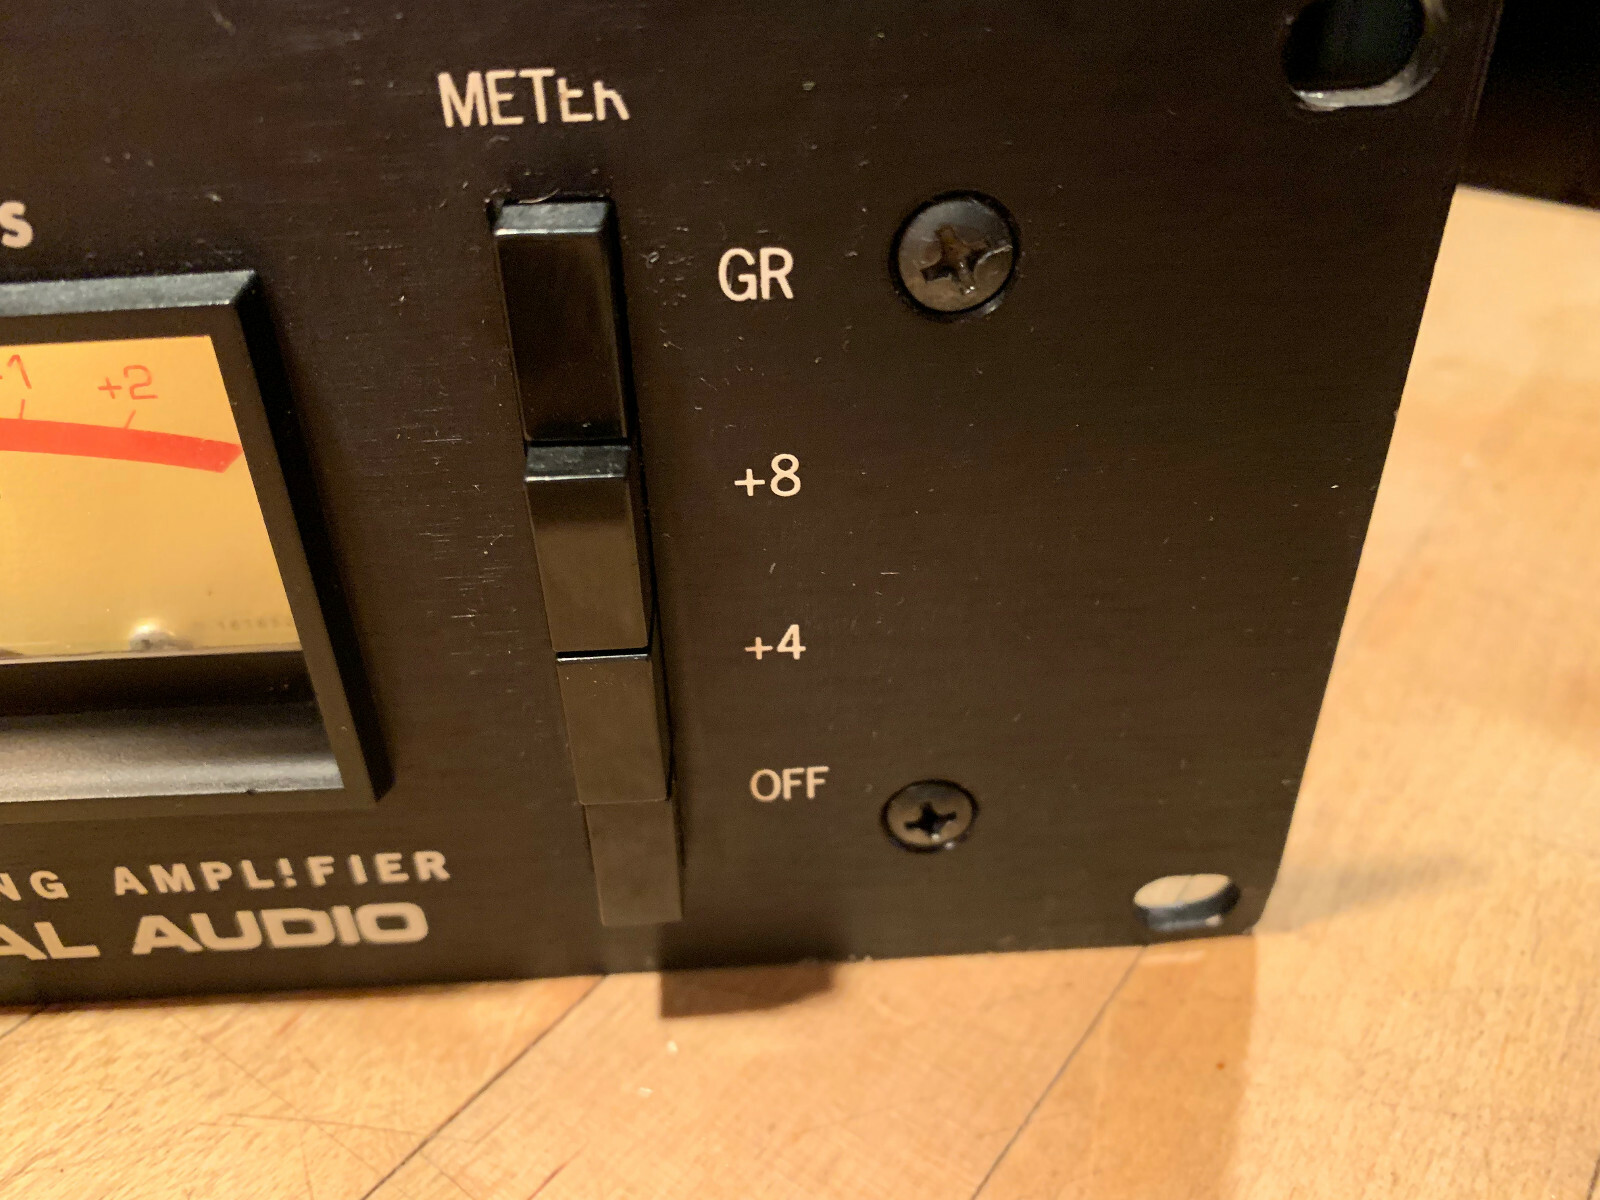 METER
S
GR
+1 +2
+8
+4
OFF
NG AMPLIFIER
AL AUDIO